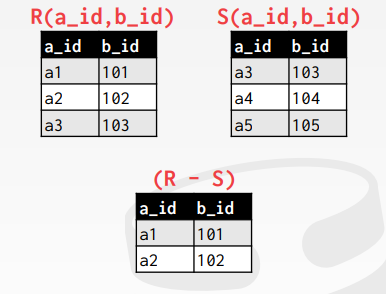 R(a_id,b_id) S(a_id,b_id)
a_id b_id a_id b_id
a1 101 a3 103
a2 102 a4 104
a3 103 a5 105
(R - S)
a_id b_id
a1 101
a2 102